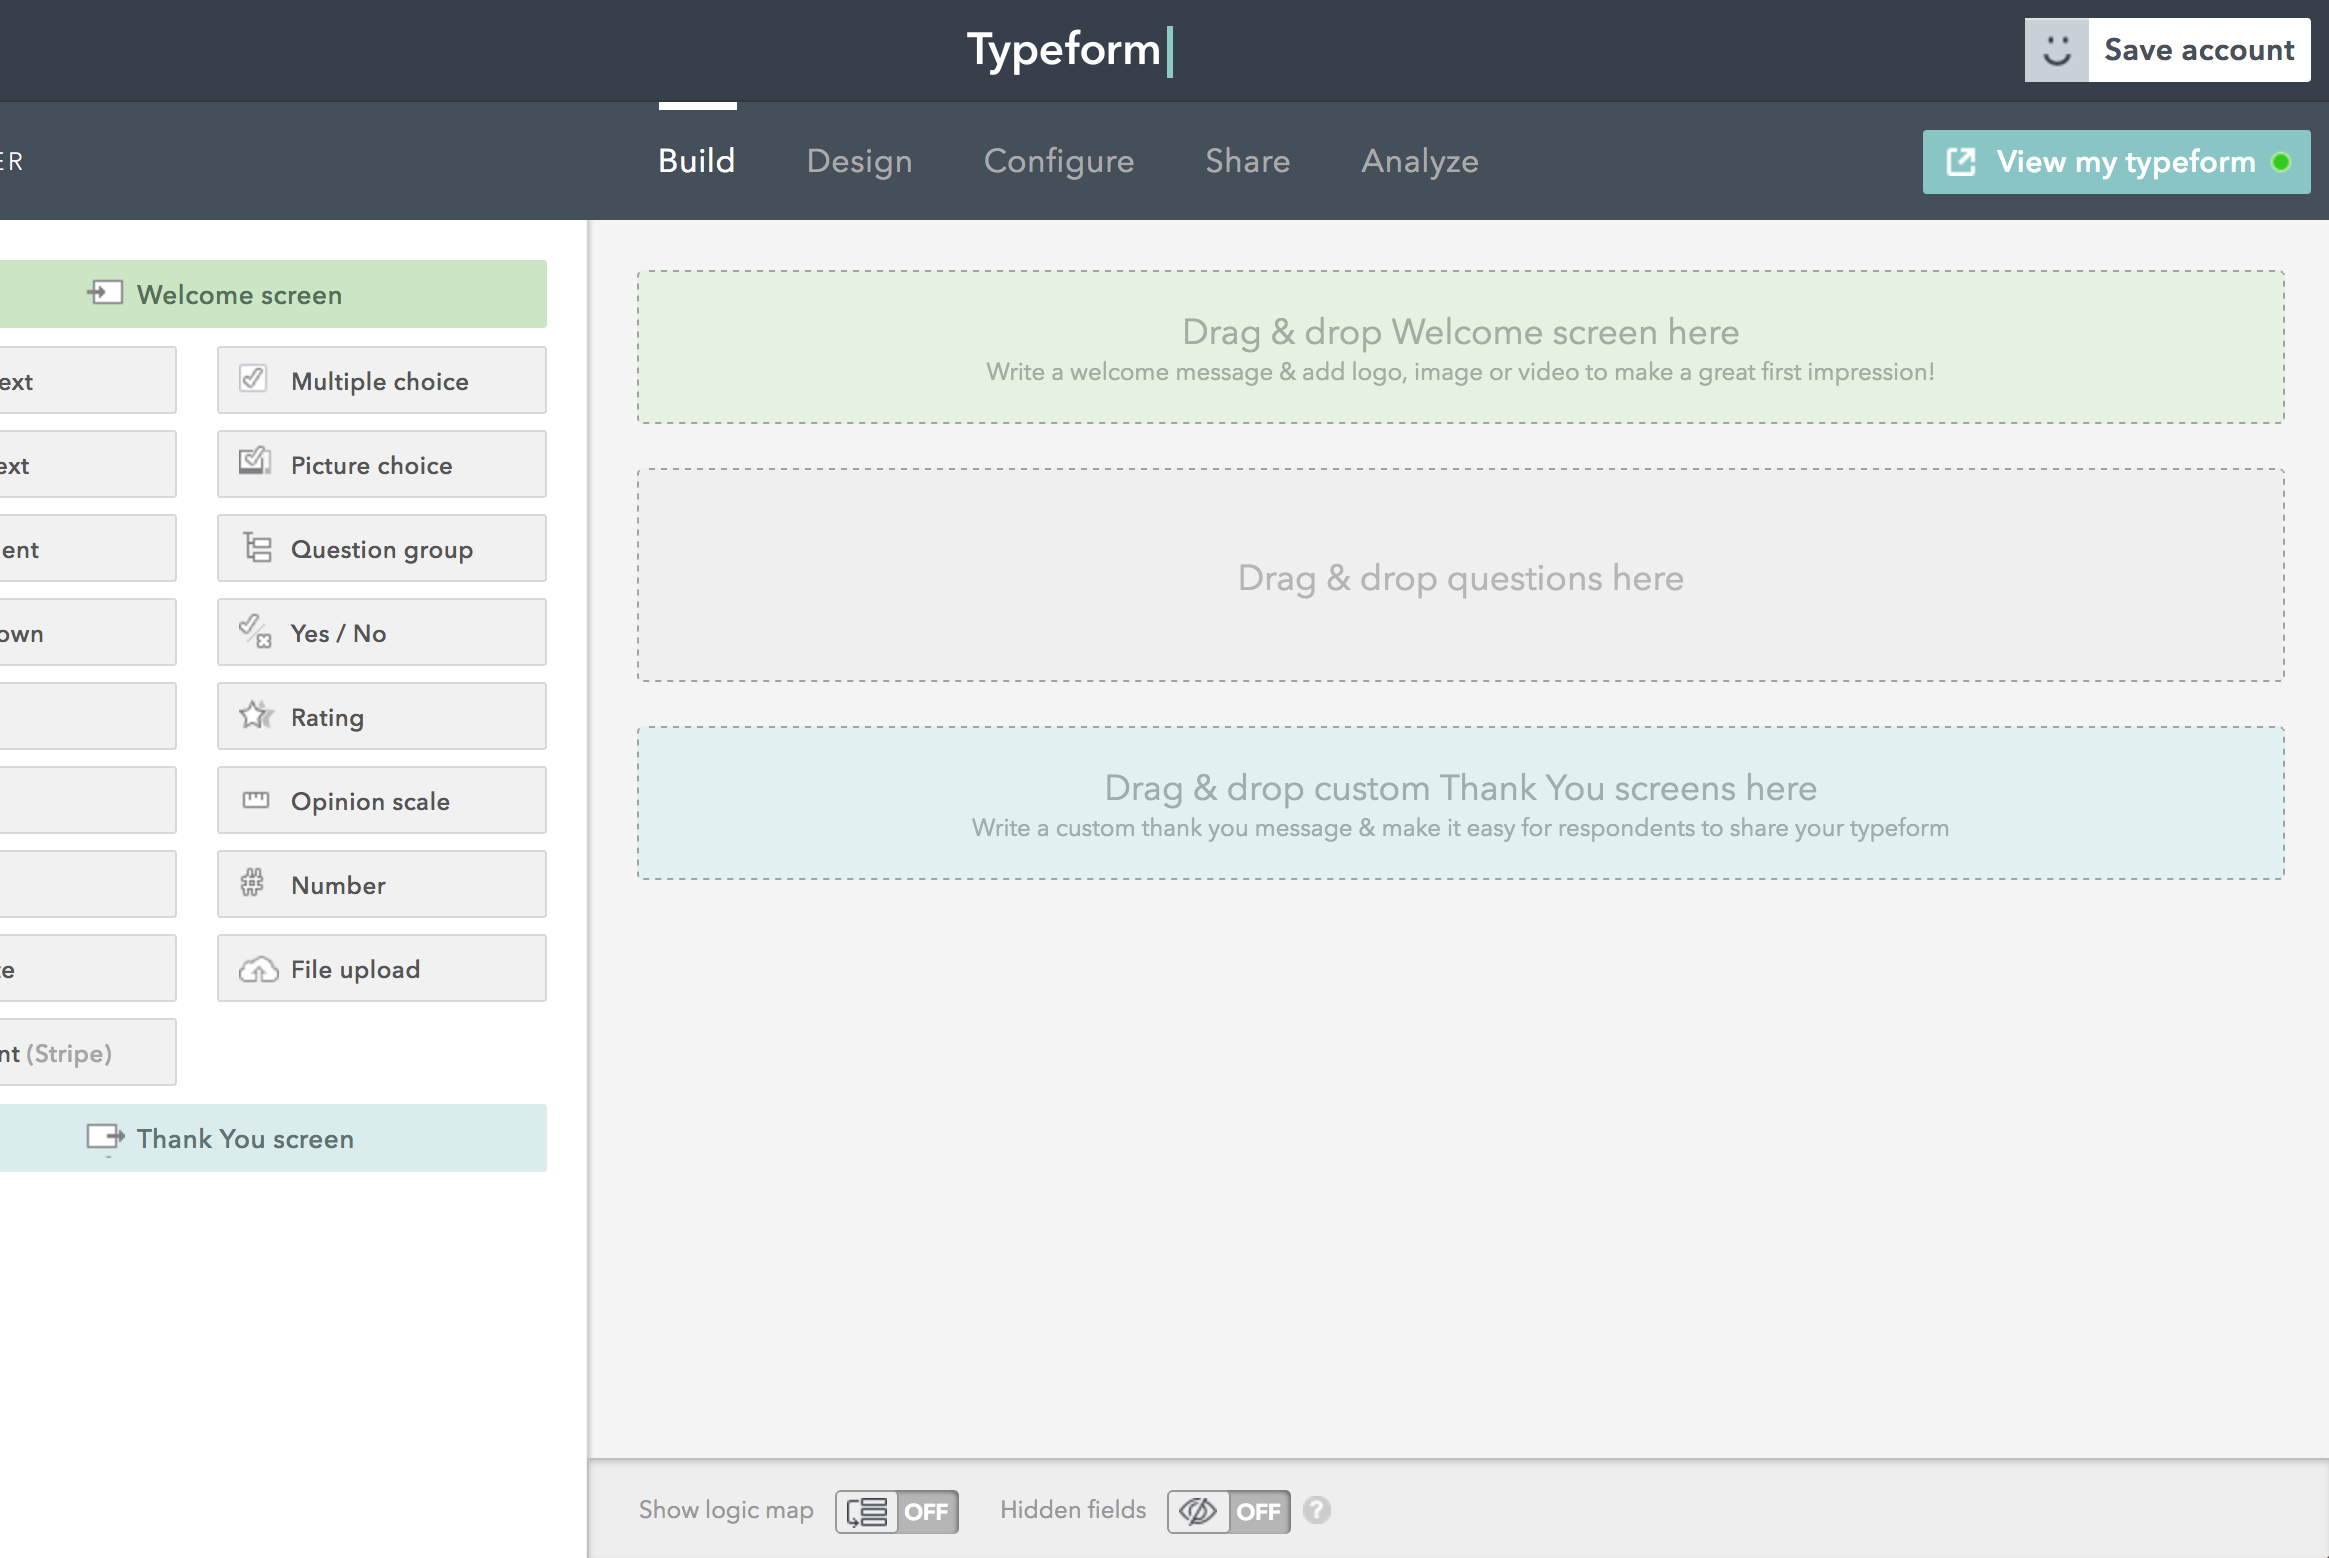 Typeform
Save account
ER
Build Design Configure Share Analyze
View my typeform
Welcome screen
ext
Multiple choice
ext
Picture choice
ent
Question group
own
Yes / No
Rating
Opinion scale
Number
te
File upload
nt (Stripe)
Thank You screen
Drag & drop Welcome screen here
Write a welcome message & add logo, image or video to make a great first impression!
Drag & drop questions here
Drag & drop custom Thank You screens here
Write a custom thank you message & make it easy for respondents to share your typeform
Show logic map OFF Hidden fields OFF ?